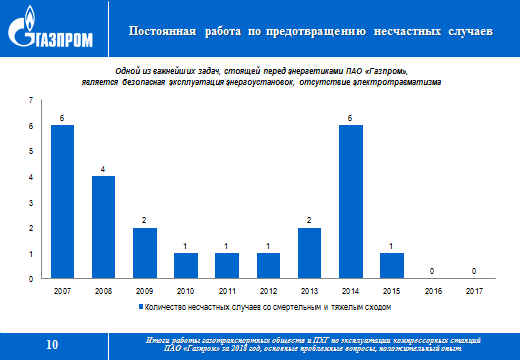 ГАЗПРОМ
Постоянная работа по предотвращению несчастных случаев
Одной из важнейших задач, стоящей перед энергетиками ПАО «Газпром»,
является безопасная эксплуатация энергоустановок, отсутствие электротравматизма
7
6
5
4
3
2
1
0
6
4
2
1
1
1
2
6
1
0
0
2007 2008 2009 2010 2011 2012 2013 2014 2015 2016 2017
Количество несчастных случаев со смертельным и тяжелым сходом
10
Итоги работы газотранспортных обществ и ПХГ по эксплуатации компрессорных станций
ПАО «Газпром» за 2018 год, основные проблемные вопросы, положительный опыт